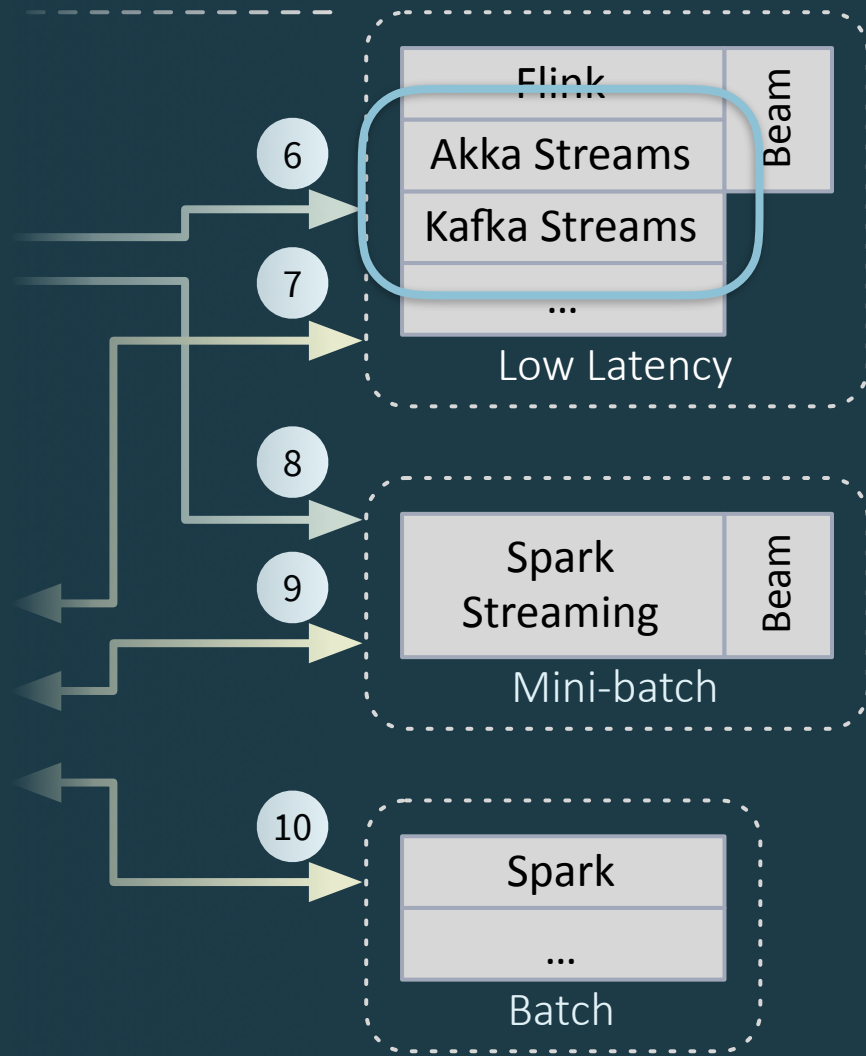 Flink
Beam
6
Akka Streams
Kafka Streams
7
...
Low Latency
8
Spark
Streaming
Beam
9
Mini-batch
10
Spark
...
Batch